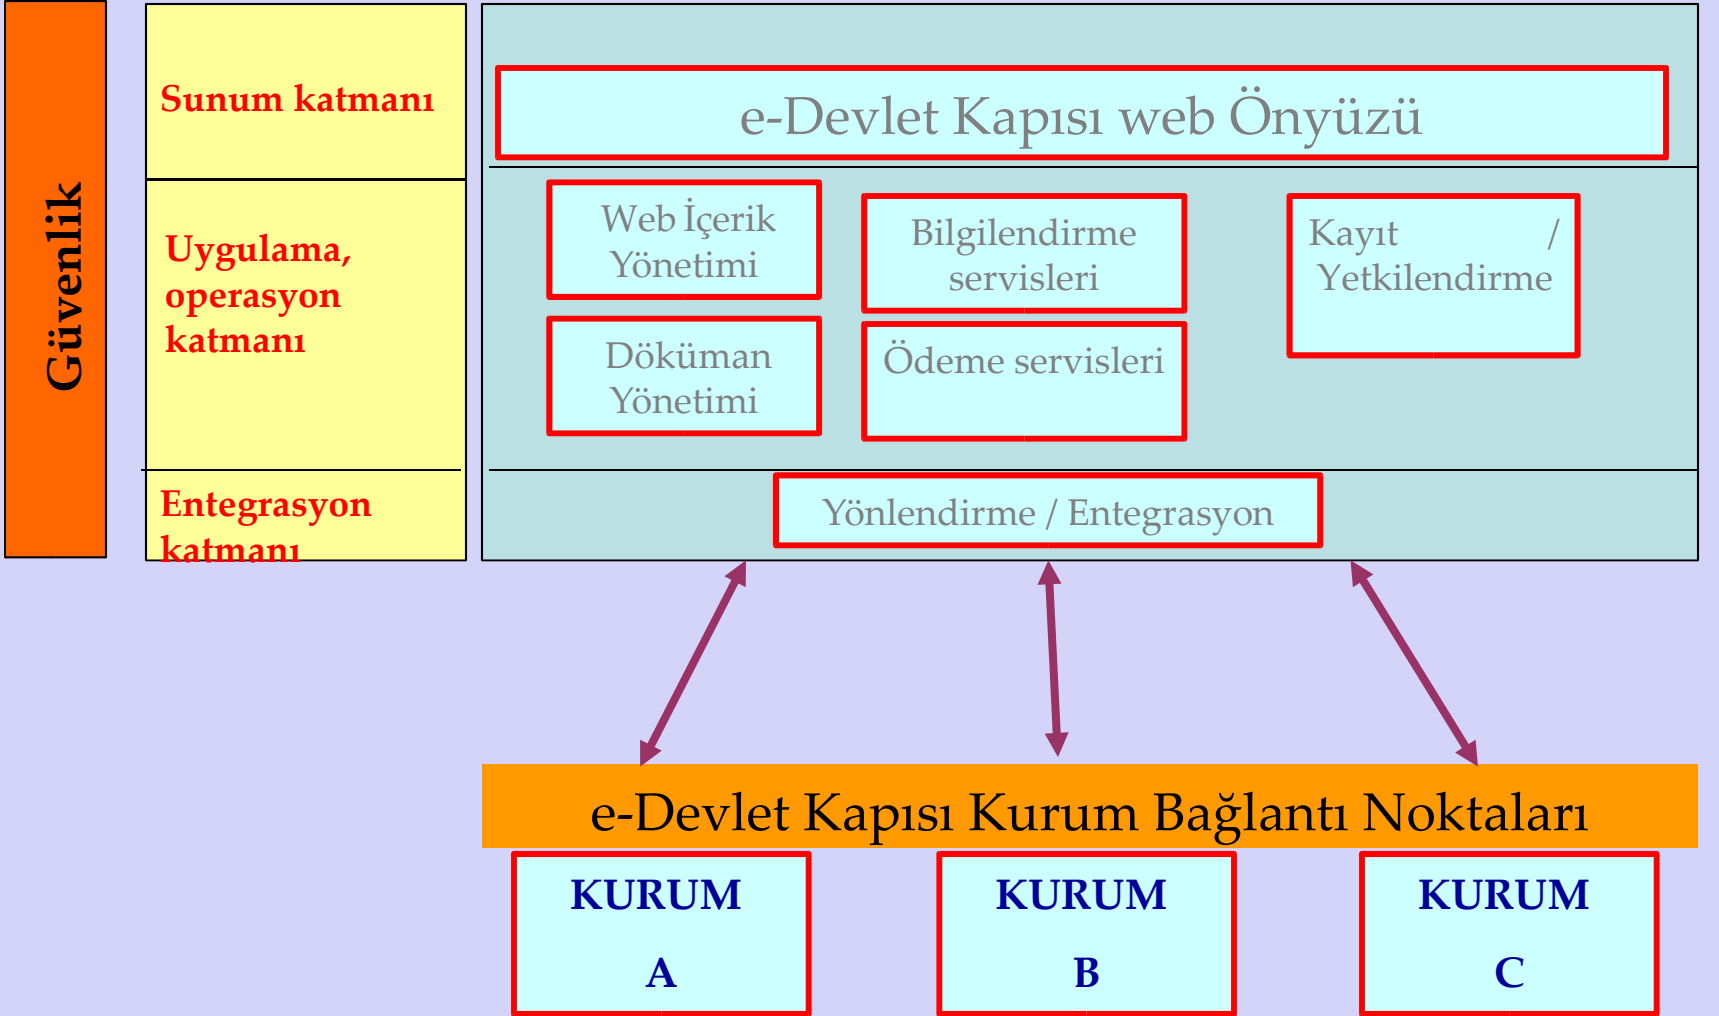 Güvenlik
Sunum katmanı
e-Devlet Kapısı web Önyüzü
Uygulama,
operasyon
katmanı
Web İçerik
Yönetimi
Bilgilendirme
servisleri
Kayıt /
Yetkilendirme
Döküman
Yönetimi
Ödeme servisleri
Entegrasyon
katmanı
Yönlendirme / Entegrasyon
e-Devlet Kapısı Kurum Bağlantı Noktaları
KURUM
A
KURUM
B
KURUM
C